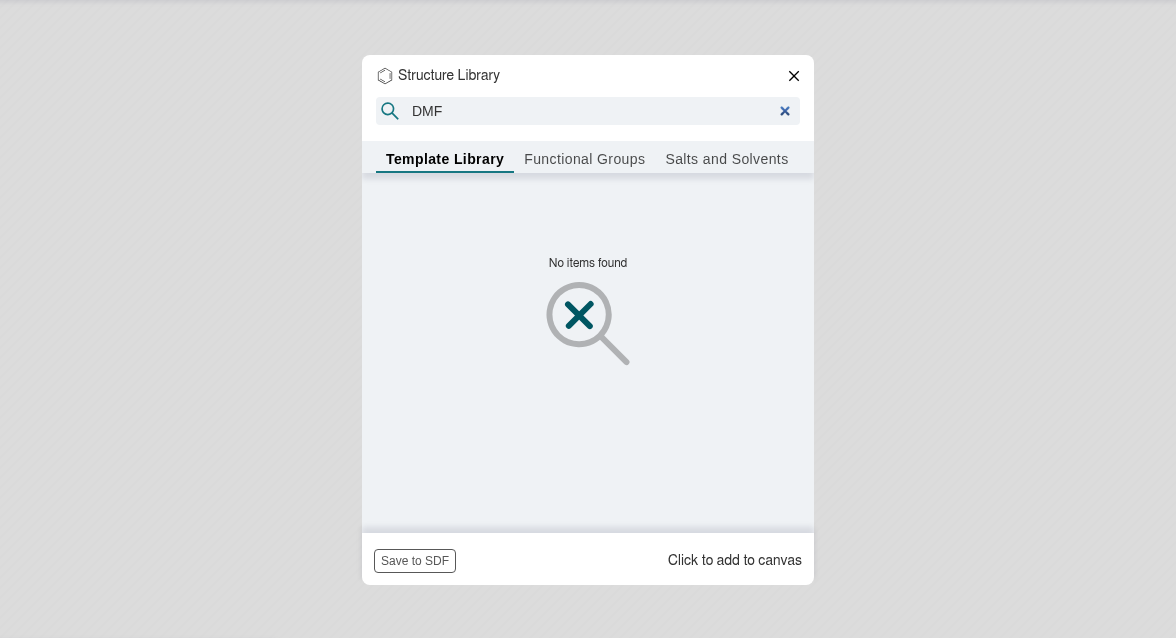 Structure Library
DMF
Template Library Functional Groups Salts and Solvents
No items found
Save to SDF Click to add to canvas